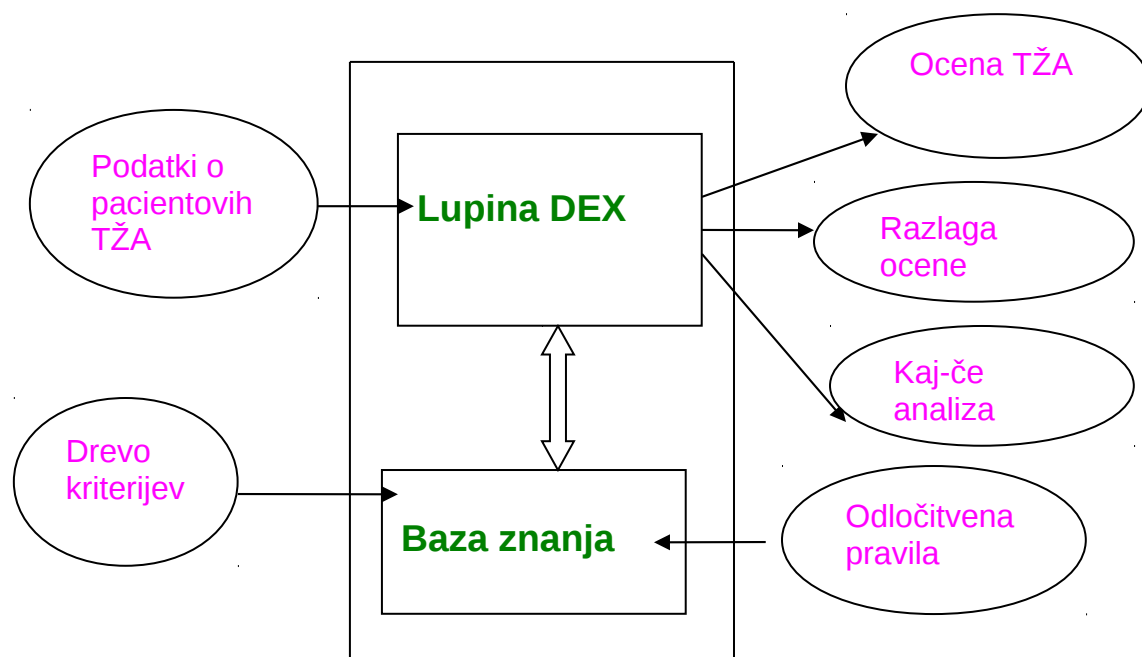 Ocena TŽA
Podatki o
pacientovih
TŽA
Lupina DEX
Razlaga
ocene
Kaj-če
analiza
Drevo
kriterijev
Baza znanja
Odločitvena
pravila